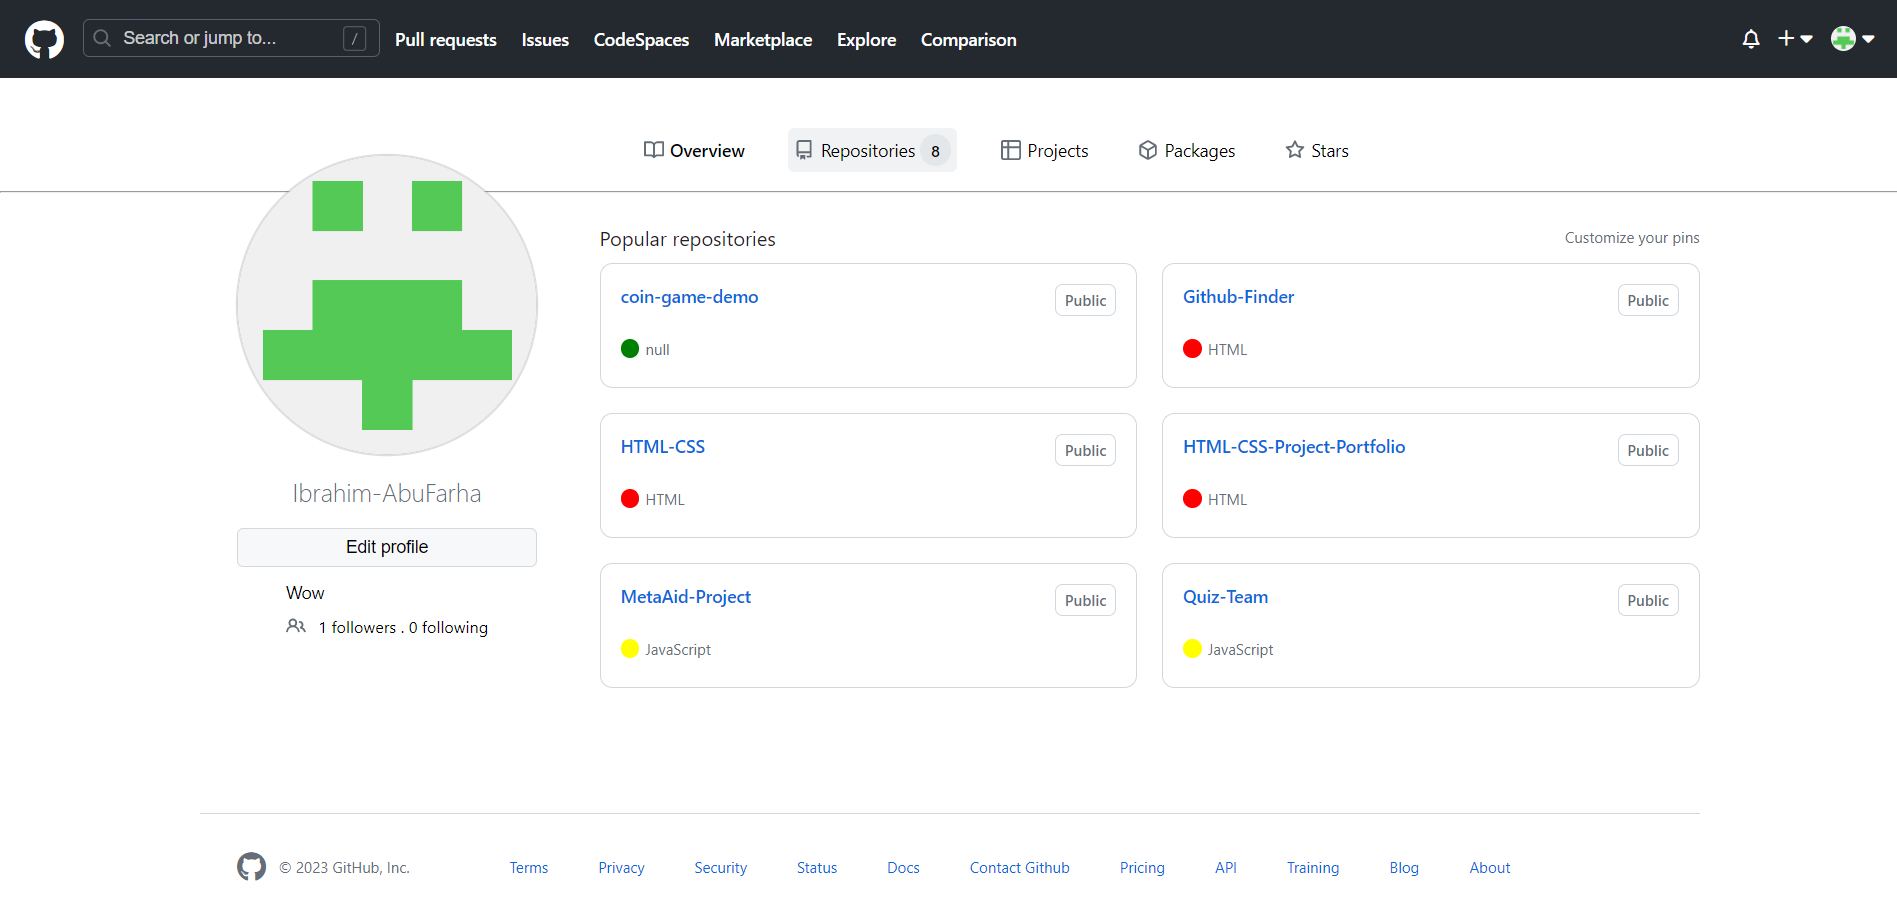 Search or jump to... / Pull requests Issues CodeSpaces Marketplace Explore Comparison
Overview Repositories 8 Projects Packages Stars
Ibrahim-AbuFarha
Edit profile
Wow
1 followers . 0 following
Popular repositories Customize your pins
coin-game-demo Public
null
Github-Finder Public
HTML
HTML-CSS Public
HTML
HTML-CSS-Project-Portfolio Public
HTML
MetaAid-Project Public
JavaScript
Quiz-Team Public
JavaScript
© 2023 GitHub, Inc. Terms Privacy Security Status Docs Contact Github Pricing API Training Blog About